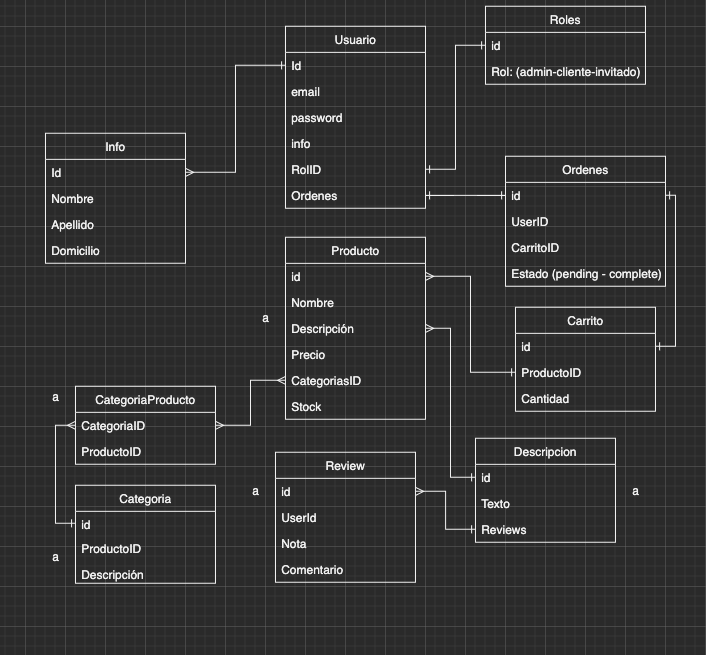 Roles
id
Rol: (admin-cliente-invitado)
Usuario
Id
email
password
info
RolID
Ordenes
Info
Id
Nombre
Apellido
Domicilio
Ordenes
id
UserID
CarritoID
Estado (pending - complete)
Producto
id
Nombre
Descripción
Precio
CategoriasID
Stock
a
Carrito
id
ProductoID
Cantidad
a
CategoriaProducto
CategoriaID
ProductoID
Descripcion
id
Texto
Reviews
a
Review
id
UserId
Nota
Comentario
a
Categoria
id
ProductoID
Descripción
a